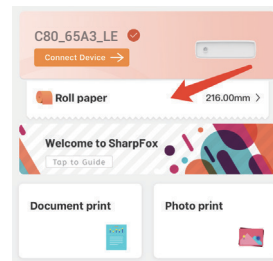 C80_65A3_LE
Connect Device
Roll paper 216.00mm
Welcome to SharpFox
Tap to Guide
Document print Photo print